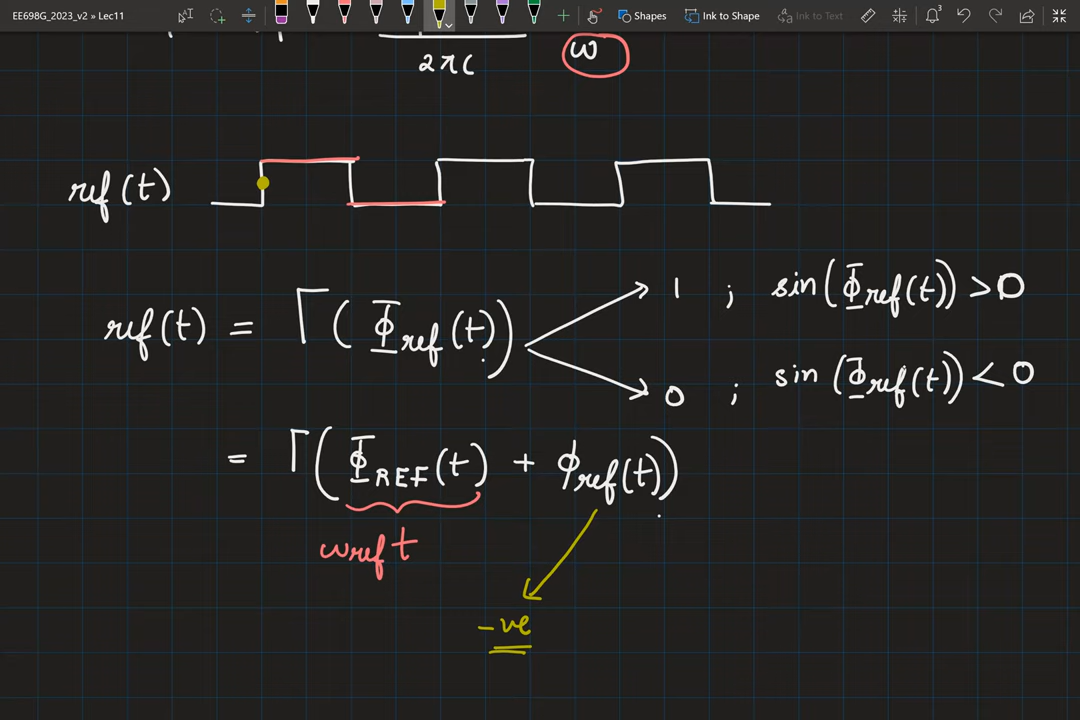 EE698G_2023_v2 » Lec11 Shapes Ink to Shape Ink to Text 3
2πC ω
ref(t)
ref(t) = Γ(Φref(t)) 1 ; sin(Φref(t)) > 0
0 ; sin(Φref(t)) < 0
= Γ(ΦREF(t) + ϕref(t))
ωref t
-ve